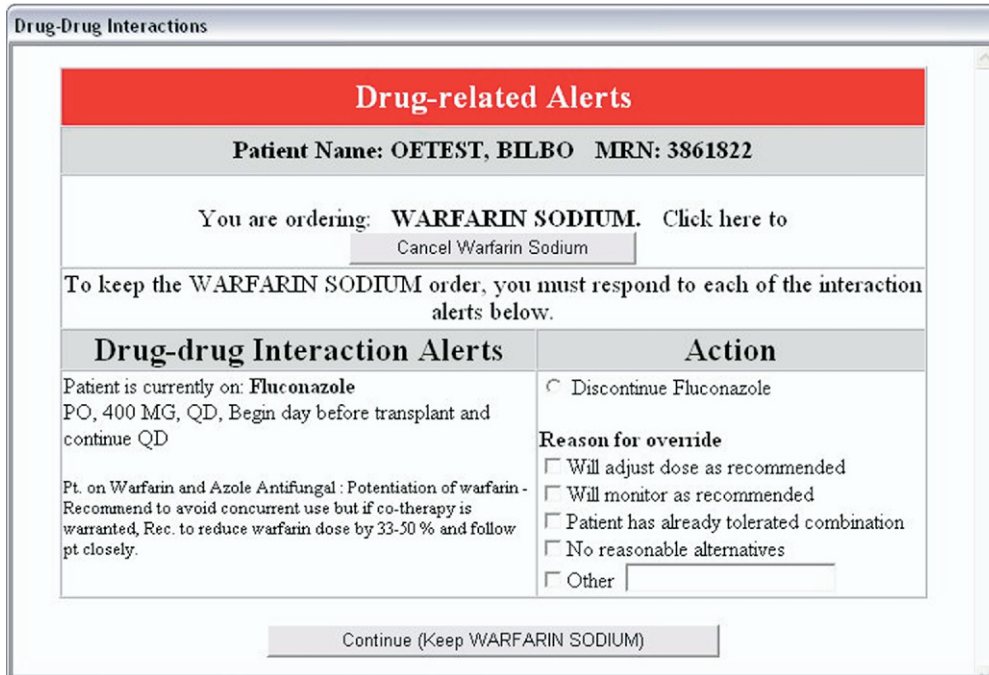 Drug-Drug Interactions
Drug-related Alerts
Patient Name: OETEST, BILBO MRN: 3861822
You are ordering: WARFARIN SODIUM. Click here to
Cancel Warfarin Sodium
To keep the WARFARIN SODIUM order, you must respond to each of the interaction
alerts below.
Drug-drug Interaction Alerts
Patient is currently on: Fluconazole
PO, 400 MG, QD, Begin day before transplant and
continue QD
Pt. on Warfarin and Azole Antifungal : Potentiation of warfarin -
Recommend to avoid concurrent use but if co-therapy is
warranted, Rec. to reduce warfarin dose by 33-50 % and follow
pt closely.
Action
Discontinue Fluconazole
Reason for override
Will adjust dose as recommended
Will monitor as recommended
Patient has already tolerated combination
No reasonable alternatives
Other
Continue (Keep WARFARIN SODIUM)